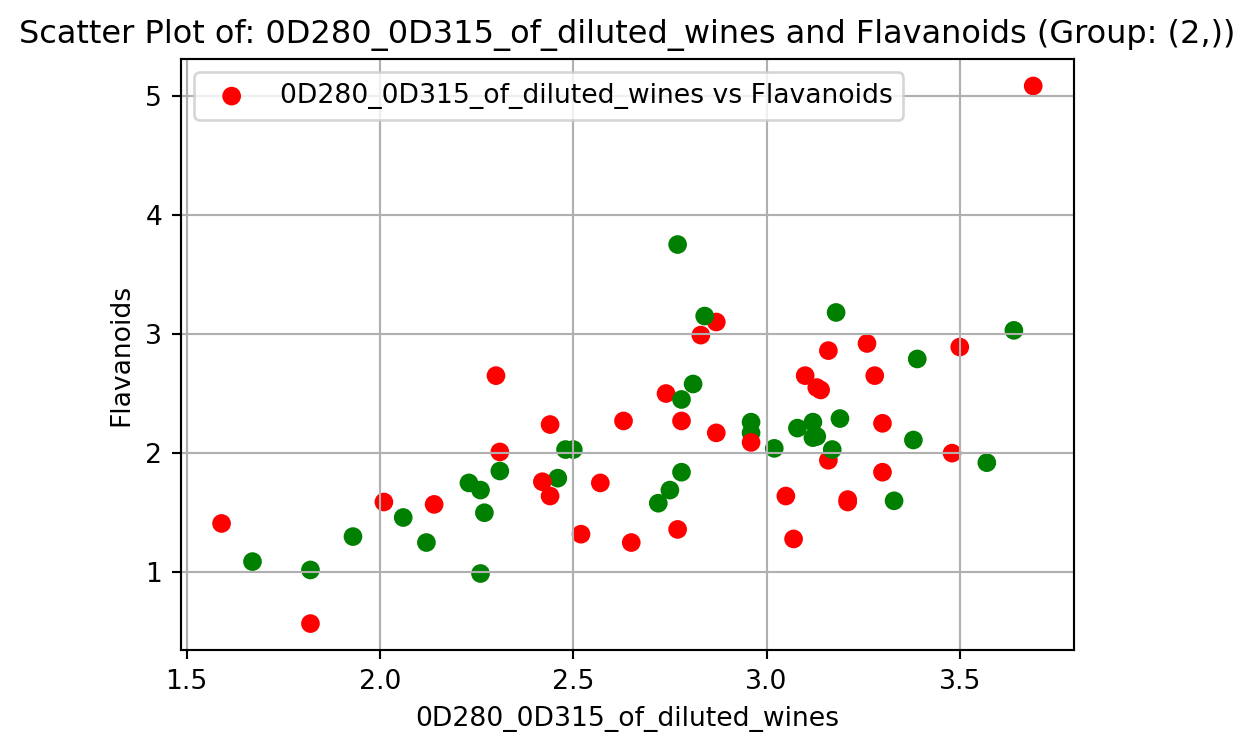 Scatter Plot of: 0D280_0D315_of_diluted_wines and Flavanoids (Group: (2,))
0D280_0D315_of_diluted_wines vs Flavanoids
5
4
3
2
1
Flavanoids
1.5 2.0 2.5 3.0 3.5
0D280_0D315_of_diluted_wines